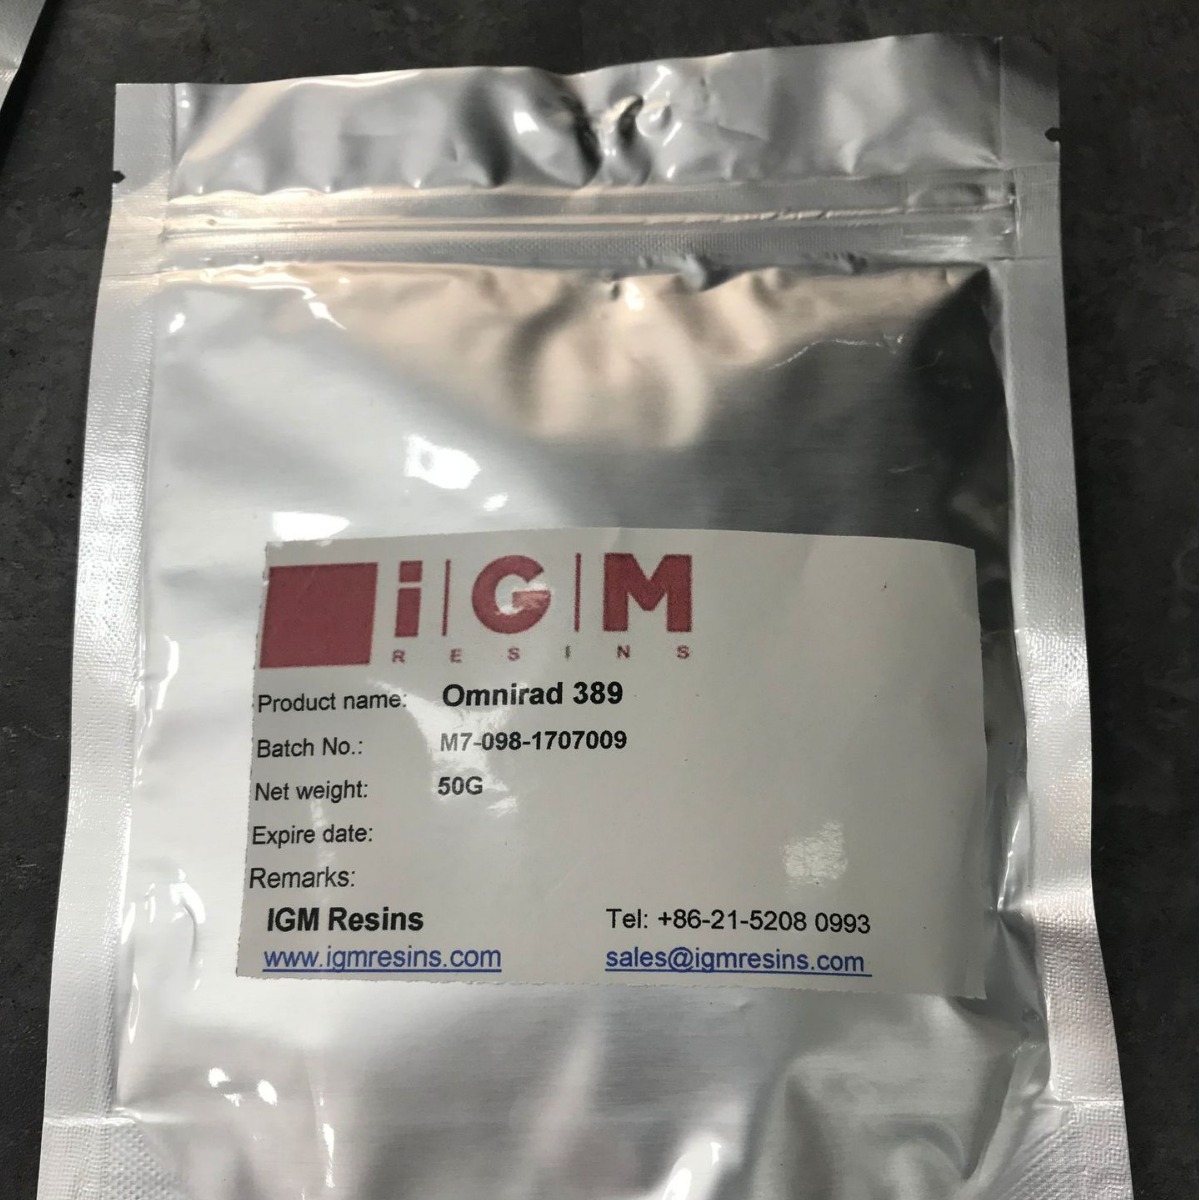 iGM
RESINS
Product name: Omnirad 389
Batch No.: M7-098-1707009
Net weight: 50G
Expire date:
Remarks:
IGM Resins Tel: +86-21-5208 0993
www.igmresins.com sales@igmresins.com